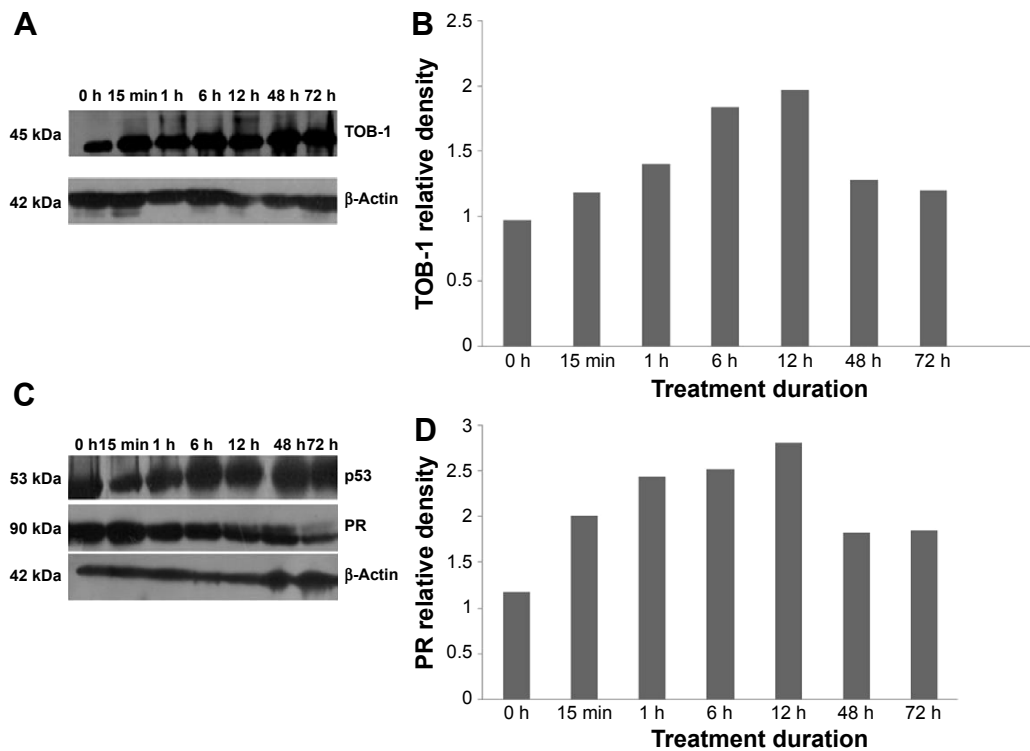 A
0 h 15 min 1 h 6 h 12 h 48 h 72 h
45 kDa TOB-1
42 kDa β-Actin
B
TOB-1 relative density
2.5
2
1.5
1
0.5
0
0 h 15 min 1 h 6 h 12 h 48 h 72 h
Treatment duration
C
0 h 15 min 1 h 6 h 12 h 48 h 72 h
53 kDa p53
90 kDa PR
42 kDa β-Actin
D
PR relative density
3
2.5
2
1.5
1
0.5
0
0 h 15 min 1 h 6 h 12 h 48 h 72 h
Treatment duration